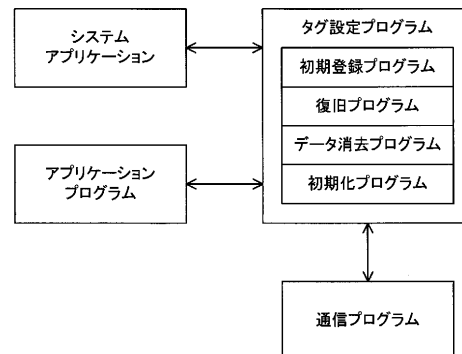 システム
アプリケーション
タグ設定プログラム
初期登録プログラム
復旧プログラム
データ消去プログラム
初期化プログラム
アプリケーション
プログラム
通信プログラム